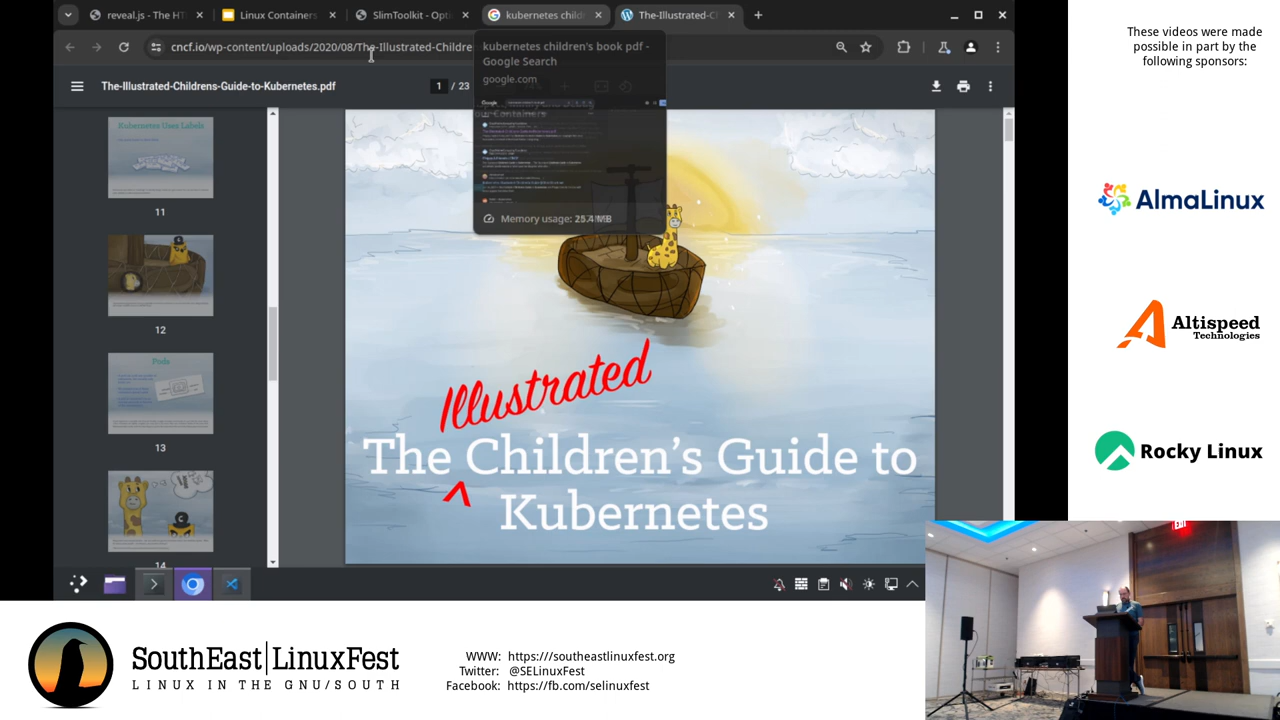 reveal.js - The HT
Linux Containers
SlimToolkit - Opti
kubernetes child
The-Illustrated-C
cncf.io/wp-content/uploads/2020/08/The-Illustrated-Childre
kubernetes children's book pdf -
Google Search
google.com
Memory usage: 25.4 MB
The-Illustrated-Childrens-Guide-to-Kubernetes.pdf
1 / 23
Kubernetes Uses Labels
11
12
Pods
13
14
Illustrated
The Children's Guide to
^
Kubernetes
These videos were made
possible in part by the
following sponsors:
AlmaLinux
Altispeed
Technologies
Rocky Linux
EXIT
SouthEast LinuxFest
LINUX IN THE GNU/SOUTH
WWW: https:///southeastlinuxfest.org
Twitter: @SELinuxFest
Facebook: https://fb.com/selinuxfest